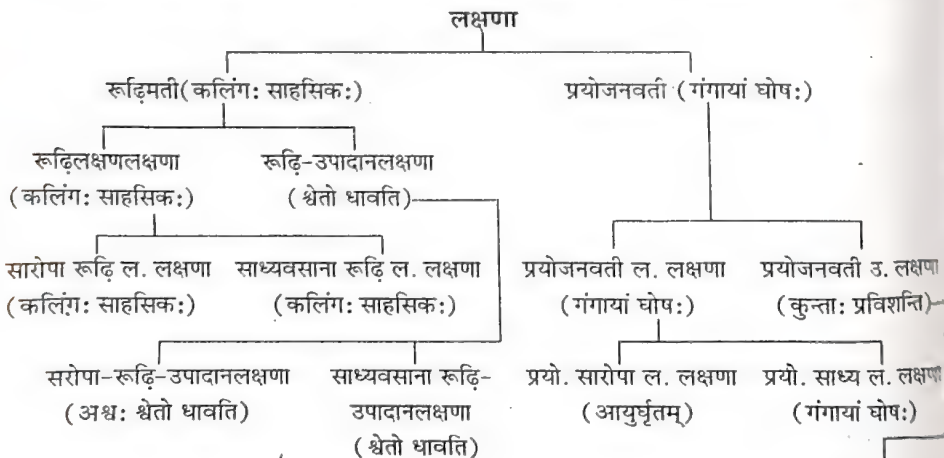 लक्षणा
रूढ़िमती(कलिंग: साहसिक:) प्रयोजनवती (गंगायां घोष:)
रूढ़िलक्षणलक्षणा रूढ़ि-उपादानलक्षणा
(कलिंग: साहसिक:) (श्वेतो धावति)
सारोपा रूढ़ि ल. लक्षणा साध्यवसाना रूढ़ि ल. लक्षणा प्रयोजनवती ल. लक्षणा प्रयोजनवती उ. लक्षणा
(कलिंग: साहसिक:) (कलिंग: साहसिक:) (गंगायां घोष:) (कुन्ता: प्रविशन्ति)
सरोपा-रूढ़ि-उपादानलक्षणा साध्यवसाना रूढ़ि- प्रयो. सारोपा ल. लक्षणा प्रयो. साध्य ल. लक्षणा
(अश्व: श्वेतो धावति) उपादानलक्षणा (आयुर्घृतम्) (गंगायां घोष:)
(श्वेतो धावति)